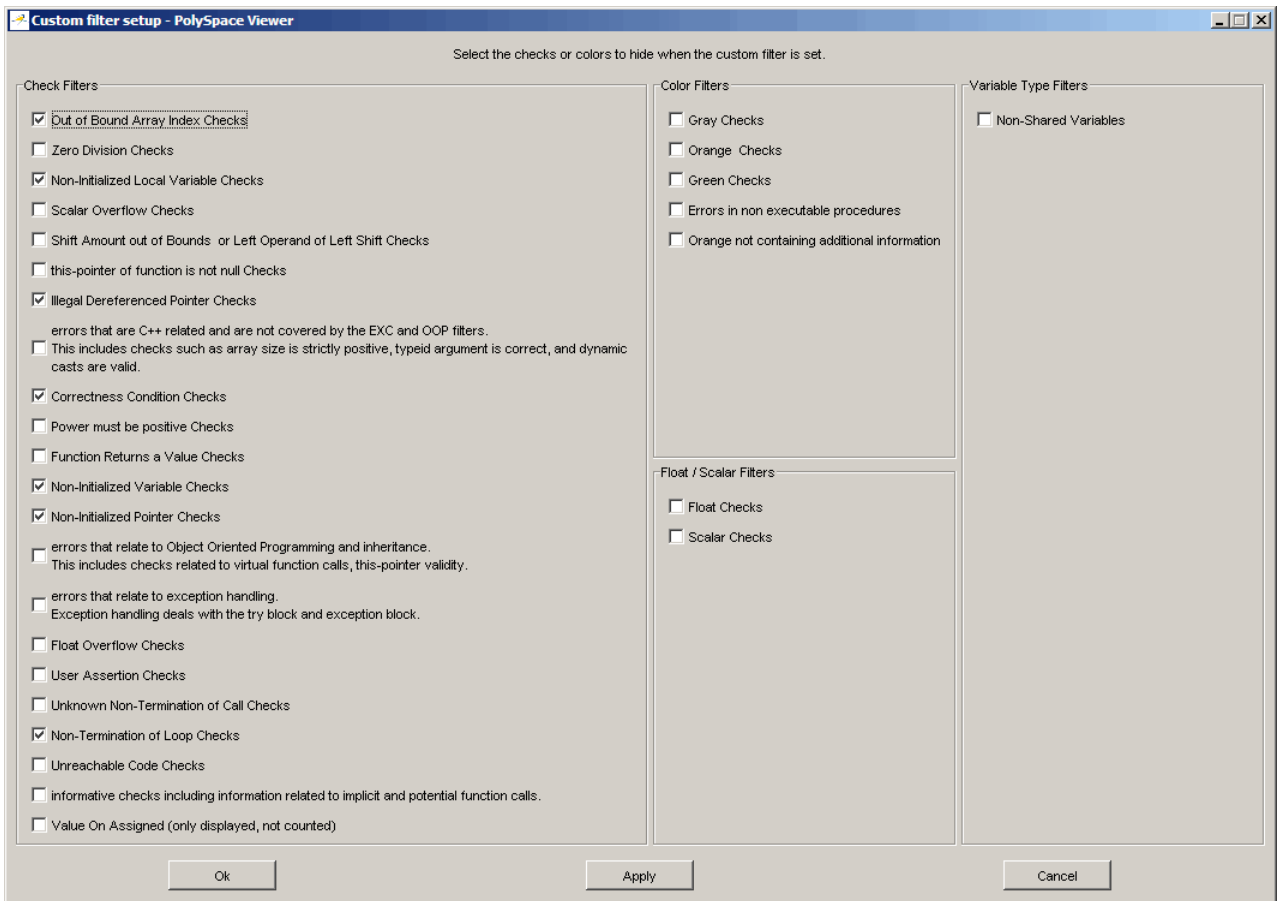 Custom filter setup - PolySpace Viewer
Select the checks or colors to hide when the custom filter is set.
Check Filters
Out of Bound Array Index Checks
Zero Division Checks
Non-Initialized Local Variable Checks
Scalar Overflow Checks
Shift Amount out of Bounds or Left Operand of Left Shift Checks
this-pointer of function is not null Checks
Illegal Dereferenced Pointer Checks
errors that are C++ related and are not covered by the EXC and OOP filters.
This includes checks such as array size is strictly positive, typeid argument is correct, and dynamic
casts are valid.
Correctness Condition Checks
Power must be positive Checks
Function Returns a Value Checks
Non-Initialized Variable Checks
Non-Initialized Pointer Checks
errors that relate to Object Oriented Programming and inheritance.
This includes checks related to virtual function calls, this-pointer validity.
errors that relate to exception handling.
Exception handling deals with the try block and exception block.
Float Overflow Checks
User Assertion Checks
Unknown Non-Termination of Call Checks
Non-Termination of Loop Checks
Unreachable Code Checks
informative checks including information related to implicit and potential function calls.
Value On Assigned (only displayed, not counted)
Color Filters
Gray Checks
Orange Checks
Green Checks
Errors in non executable procedures
Orange not containing additional information
Float / Scalar Filters
Float Checks
Scalar Checks
Variable Type Filters
Non-Shared Variables
Ok
Apply
Cancel